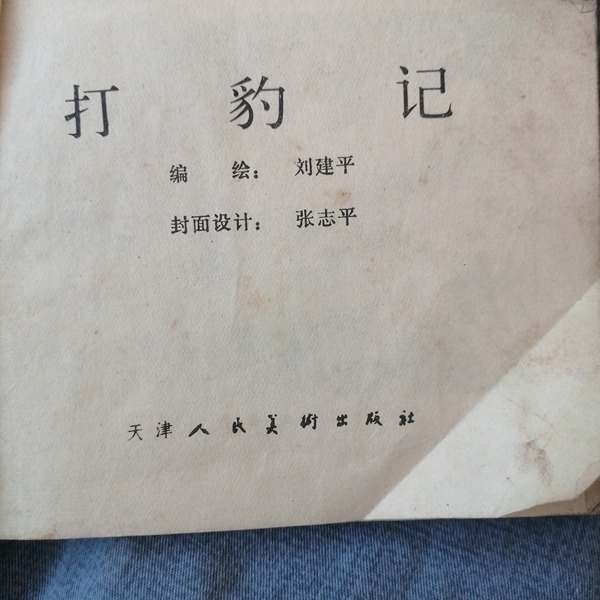 打豹记
编绘：刘建平
封面设计：张志平
天津人民美術出版社